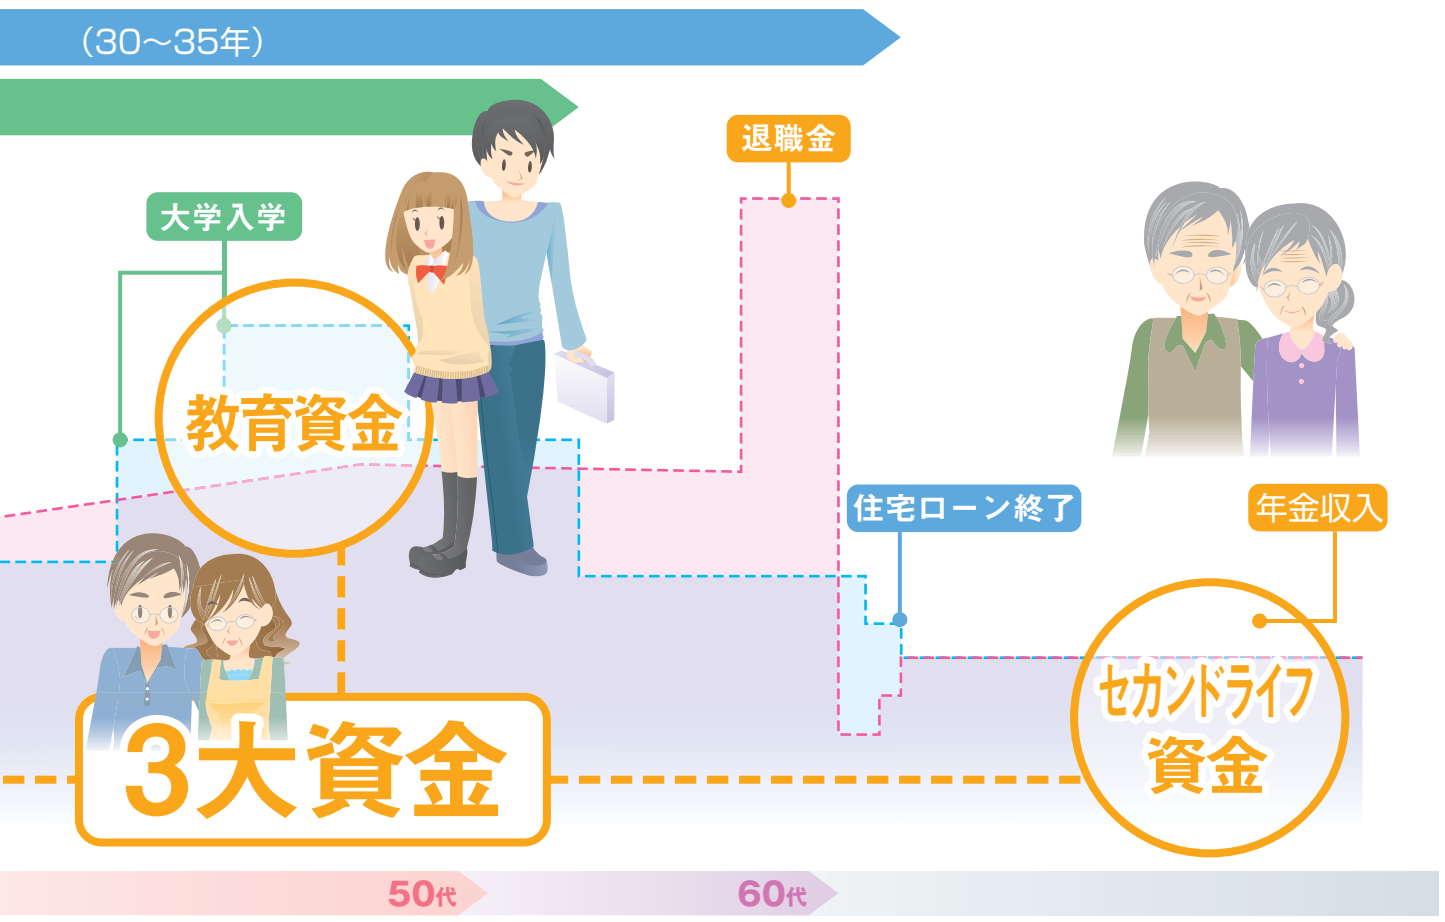 （30～35年）
退職金
大学入学
教育資金
住宅ローン終了
年金収入
セカンドライフ
資金
3大資金
50代
60代